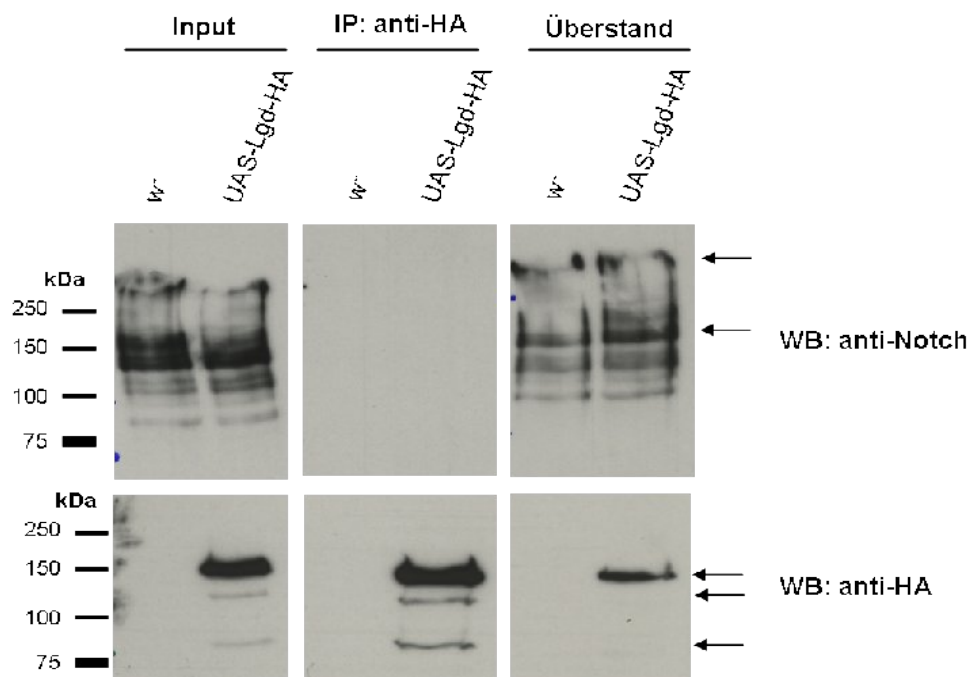 Input IP: anti-HA Überstand
w- UAS-Lgd-HA w- UAS-Lgd-HA w- UAS-Lgd-HA
kDa
250
150
100
75
WB: anti-Notch
kDa
250
150
100
75
WB: anti-HA